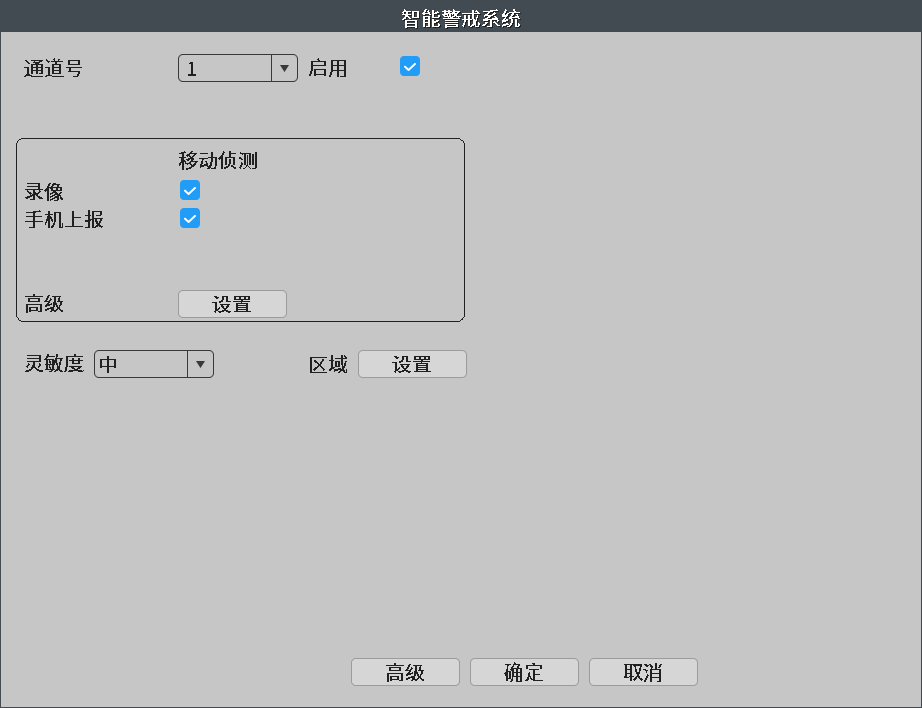 智能警戒系统
通道号 1 启用
移动侦测
录像
手机上报
高级 设置
灵敏度 中 区域 设置
高级 确定 取消